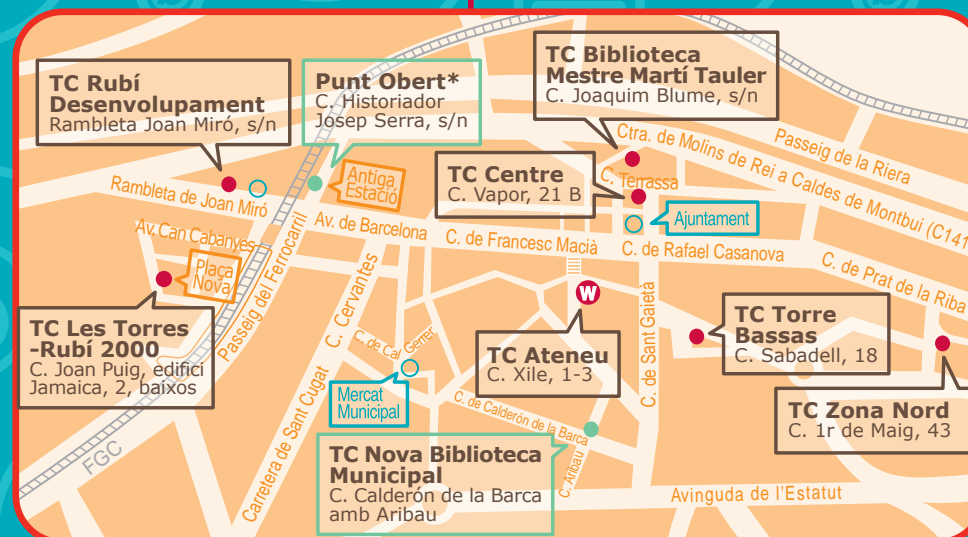 TC Rubí
Desenvolupament
Rambleta Joan Miró, s/n
Punt Obert*
C. Historiador
Josep Serra, s/n
TC Biblioteca
Mestre Martí Tauler
C. Joaquim Blume, s/n
TC Centre
C. Vapor, 21 B
Antiga
Estació
Ajuntament
Passeig de la Riera
Ctra. de Molins de Rei a Caldes de Montbui (C141
C. Terrassa
Rambleta de Joan Miró
Av. Can Cabanyes
Av. de Barcelona
C. de Francesc Macià
C. de Rafael Casanova
C. de Prat de la Riba
Plaça
Nova
Passeig del Ferrocarril
C. Cervantes
W
C. de Sant Gaietà
TC Les Torres
-Rubí 2000
C. Joan Puig, edifici
Jamaica, 2, baixos
C. de Cal Gerrer
TC Ateneu
C. Xile, 1-3
TC Torre
Bassas
C. Sabadell, 18
Mercat
Municipal
C. de Calderón de la Barca
TC Zona Nord
C. 1r de Maig, 43
FGC
Carretera de Sant Cugat
TC Nova Biblioteca
Municipal
C. Calderón de la Barca
amb Aribau
C. Aribau
Avinguda de l'Estatut